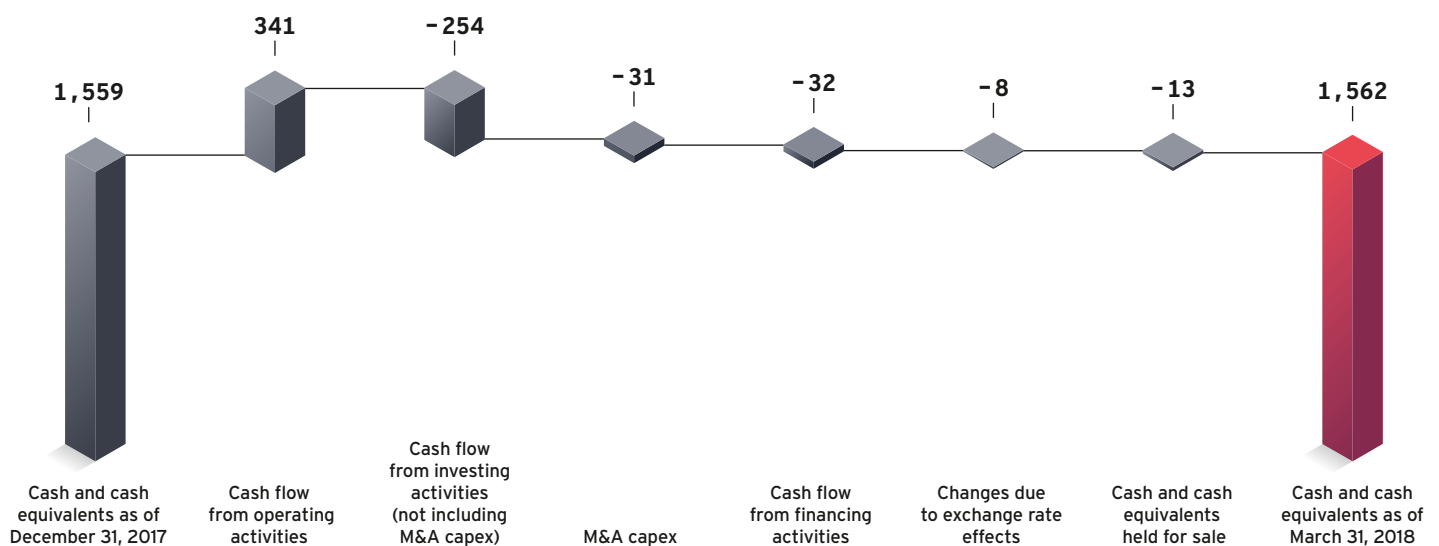 1,559
341
–254
–31
–32
–8
–13
1,562
Cash and cash
equivalents as of
December 31, 2017
Cash flow
from operating
activities
Cash flow
from investing
activities
(not including
M&A capex)
M&A capex
Cash flow
from financing
activities
Changes due
to exchange rate
effects
Cash and cash
equivalents
held for sale
Cash and cash
equivalents as of
March 31, 2018